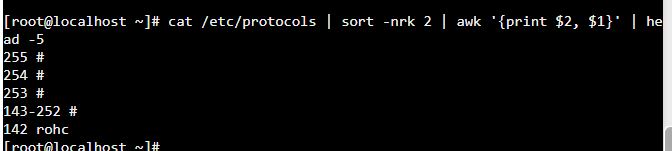 [root@localhost ~]# cat /etc/protocols | sort -nrk 2 | awk '{print $2, $1}' | he
ad -5
255 #
254 #
253 #
143-252 #
142 rohc
[root@localhost ~]#